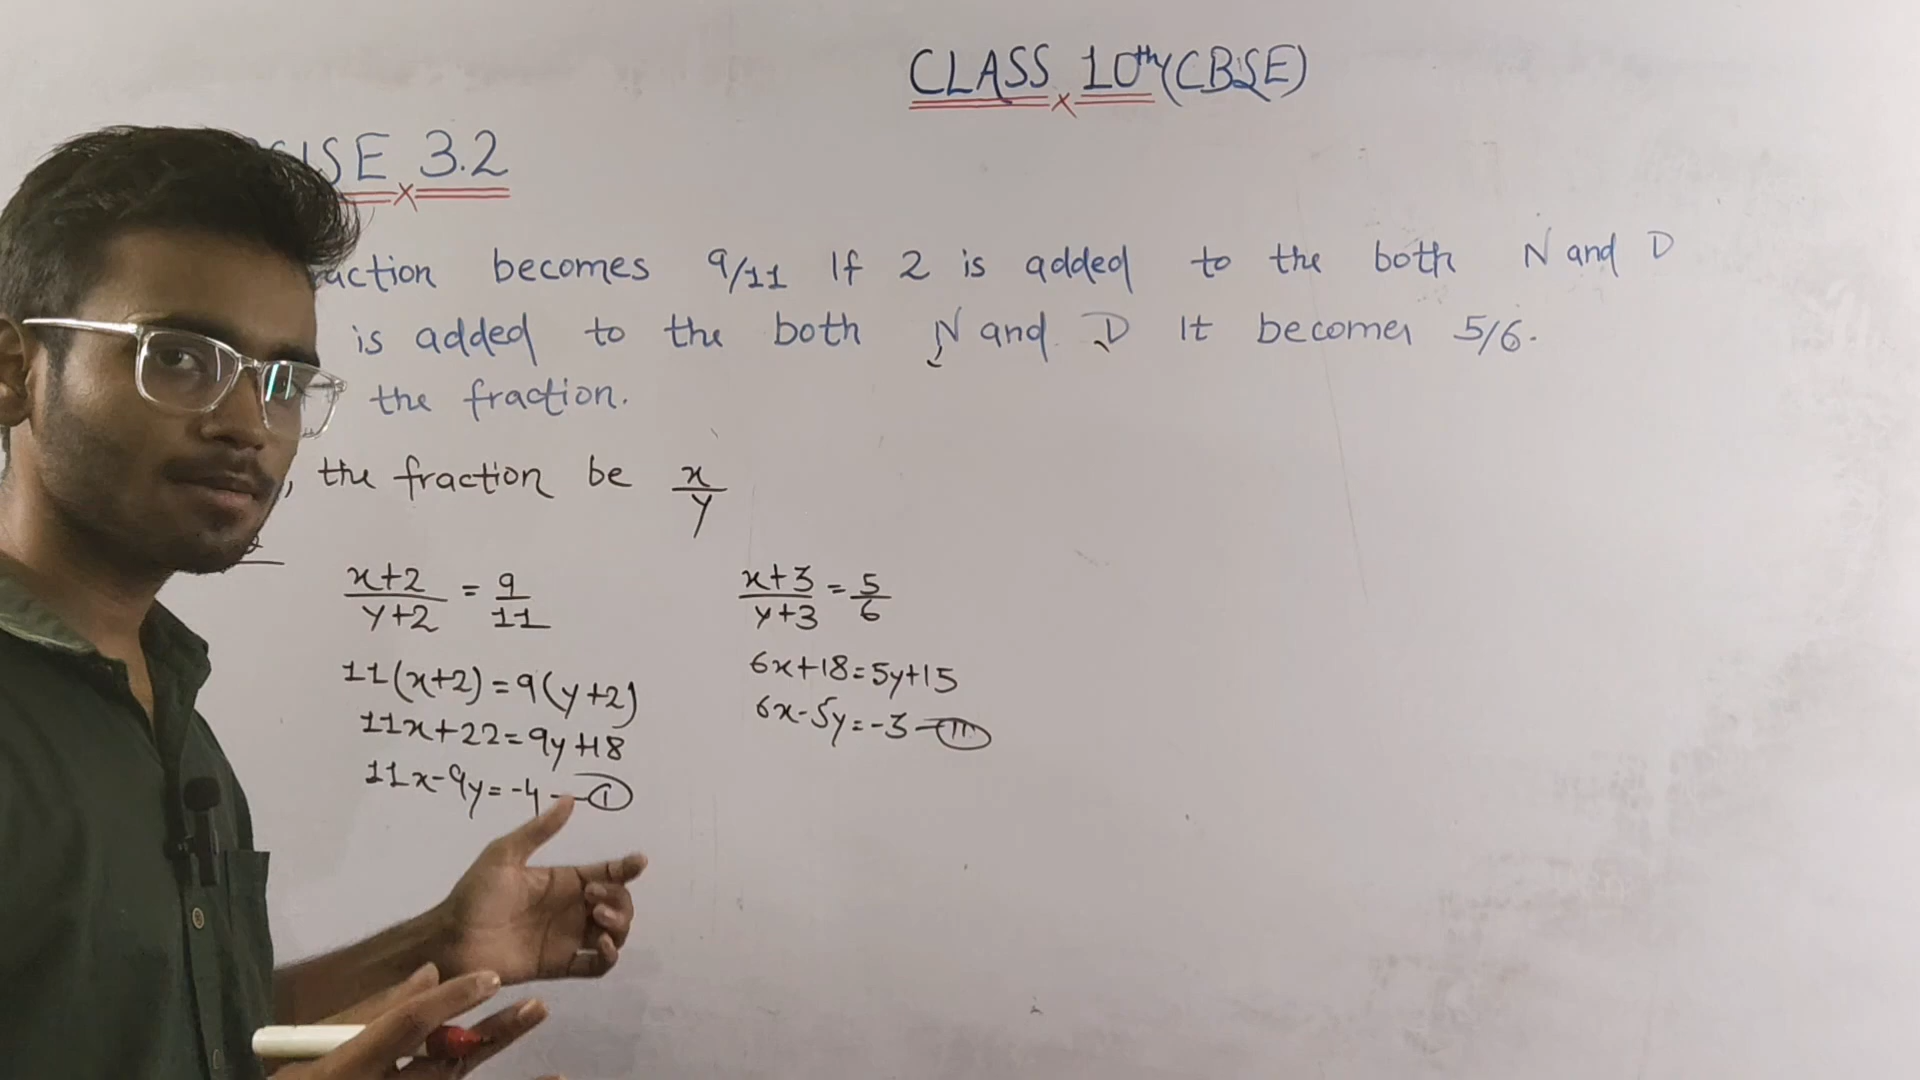 CLASS 10th (CBSE)
CISE 3.2
action becomes 9/11 If 2 is added to the both N and D
is added to the both N and D It becomes 5/6.
the fraction.
, the fraction be x/y
x+2/y+2 = 9/11
11(x+2)=9(y+2)
11x+22=9y+18
11x-9y=-4 —①
x+3/y+3 = 5/6
6x+18=5y+15
6x-5y=-3 —